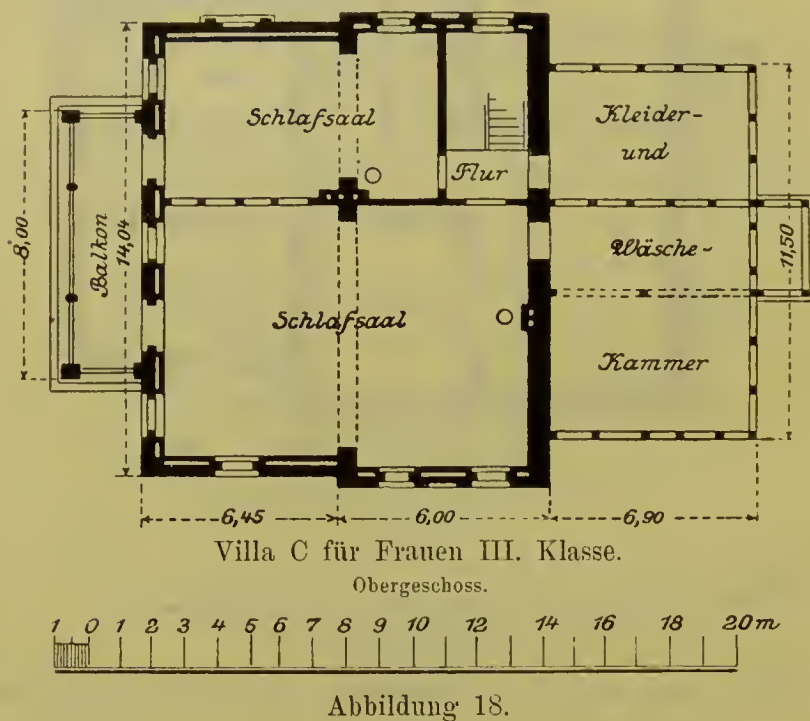 Schlafsaal
Kleider-
und
Flur
8,00
Balkon
14,04
Wäsche-
11,50
Schlafsaal
Kammer
6,45 6,00 6,90
Villa C für Frauen III. Klasse.
Obergeschoss.
1 0 1 2 3 4 5 6 7 8 9 10 12 14 16 18 20 m
Abbildung 18.